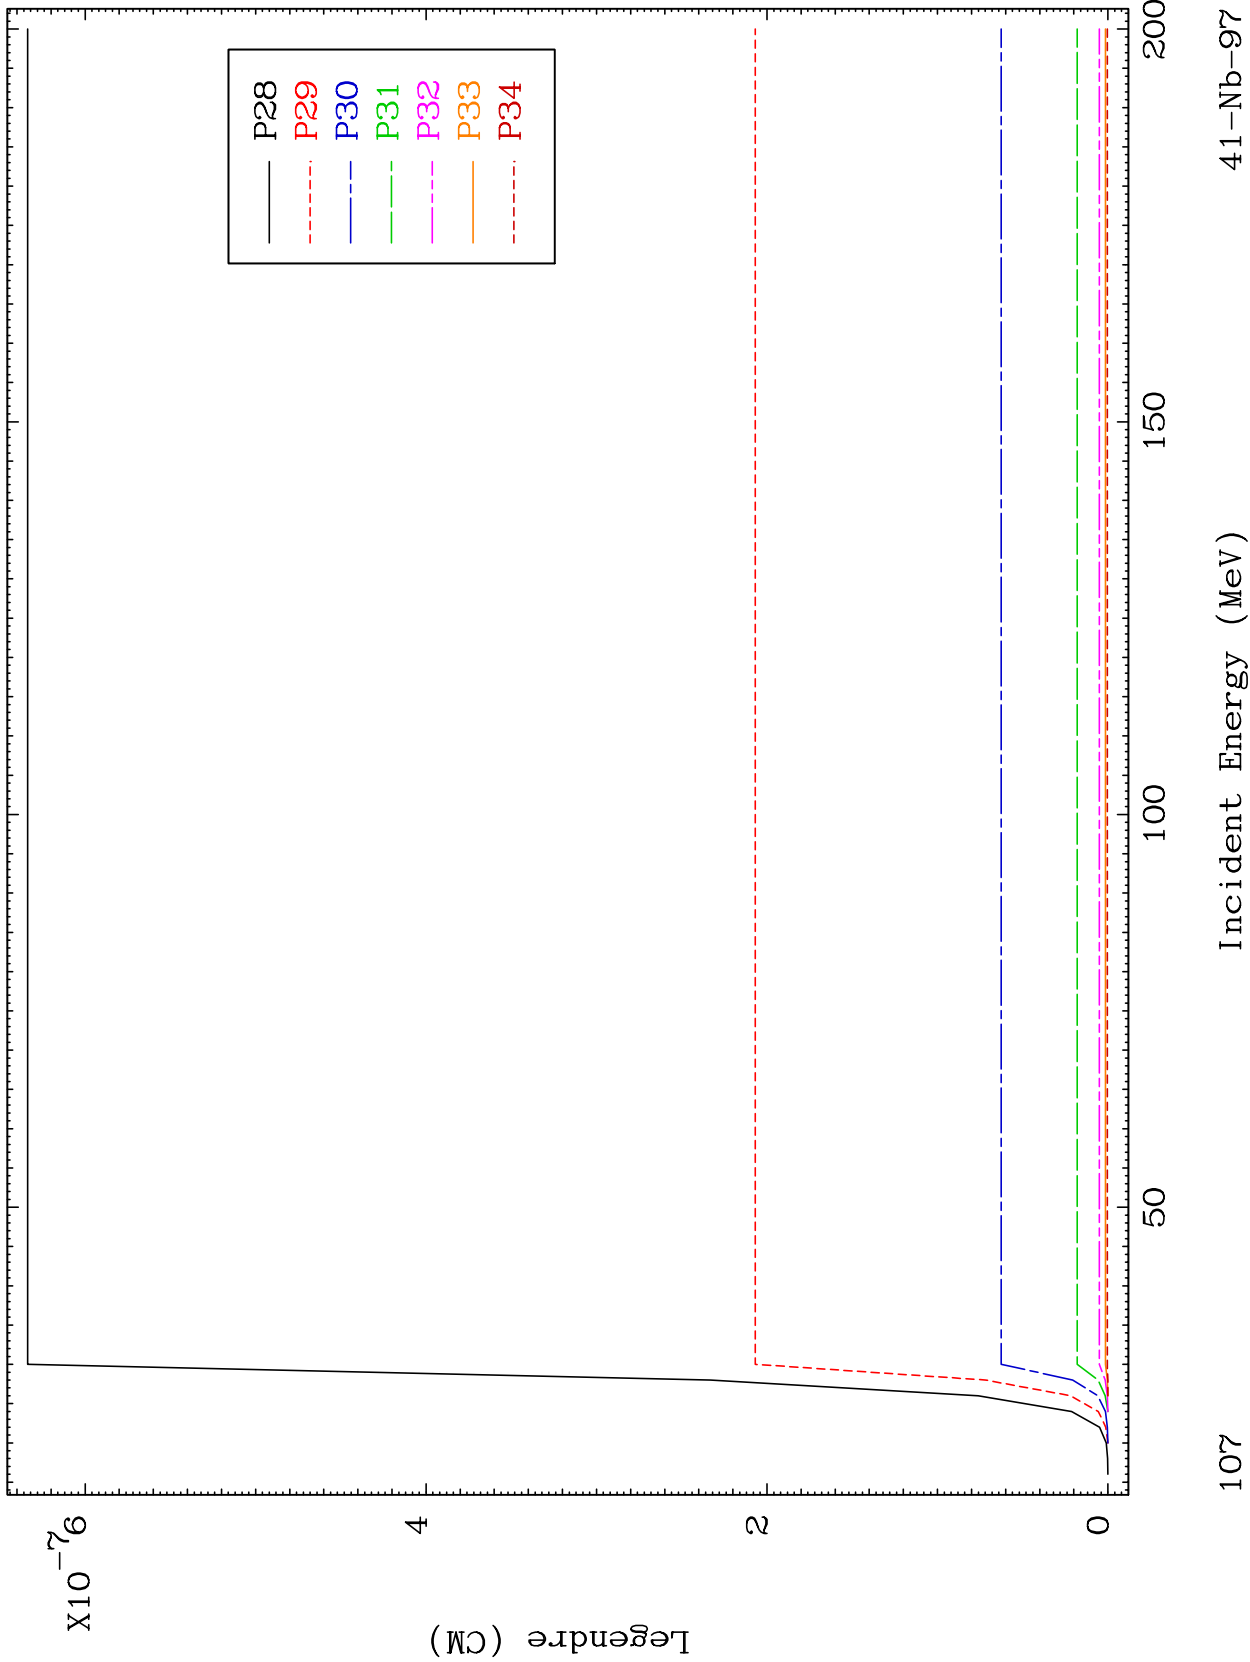 X10-7
6
4
2
0
Legendre (CM)
P28
P29
P30
P31
P32
P33
P34
50
100
150
200
107
Incident Energy (MeV)
41-Nb-97